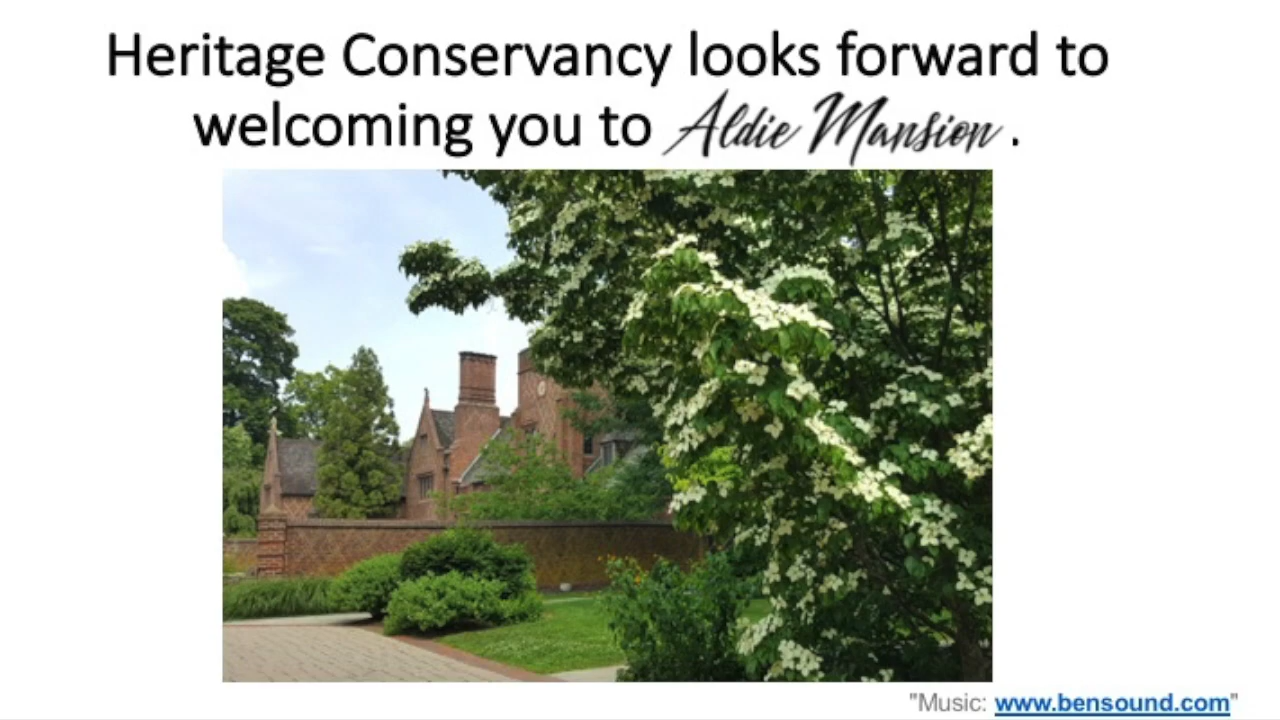 Heritage Conservancy looks forward to
welcoming you to Aldie Mansion .
"Music: www.bensound.com"